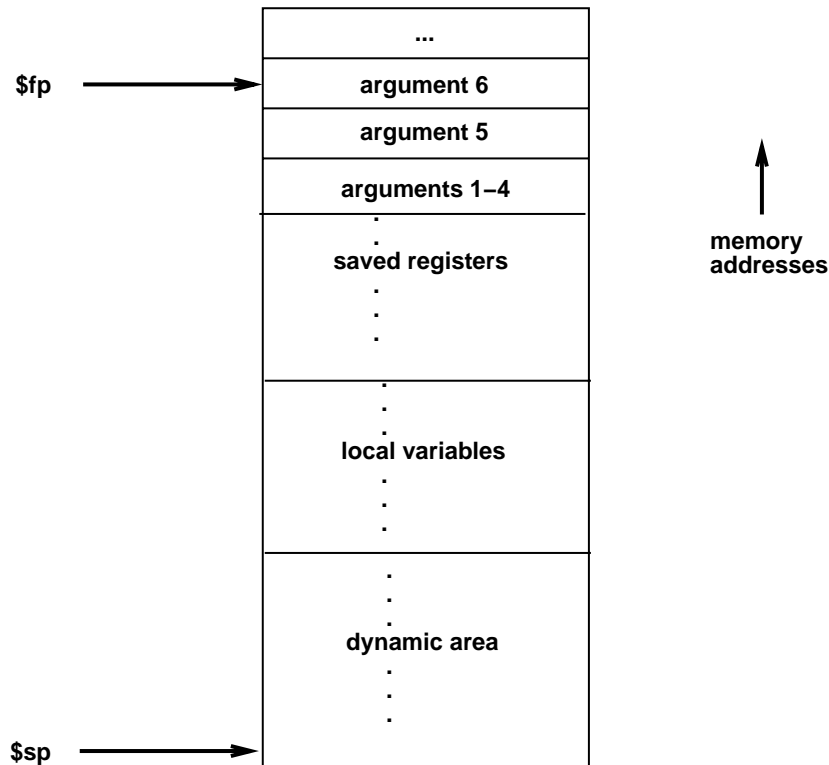 ...
$fp
argument 6
argument 5
arguments 1–4
saved registers
memory
addresses
local variables
dynamic area
$sp